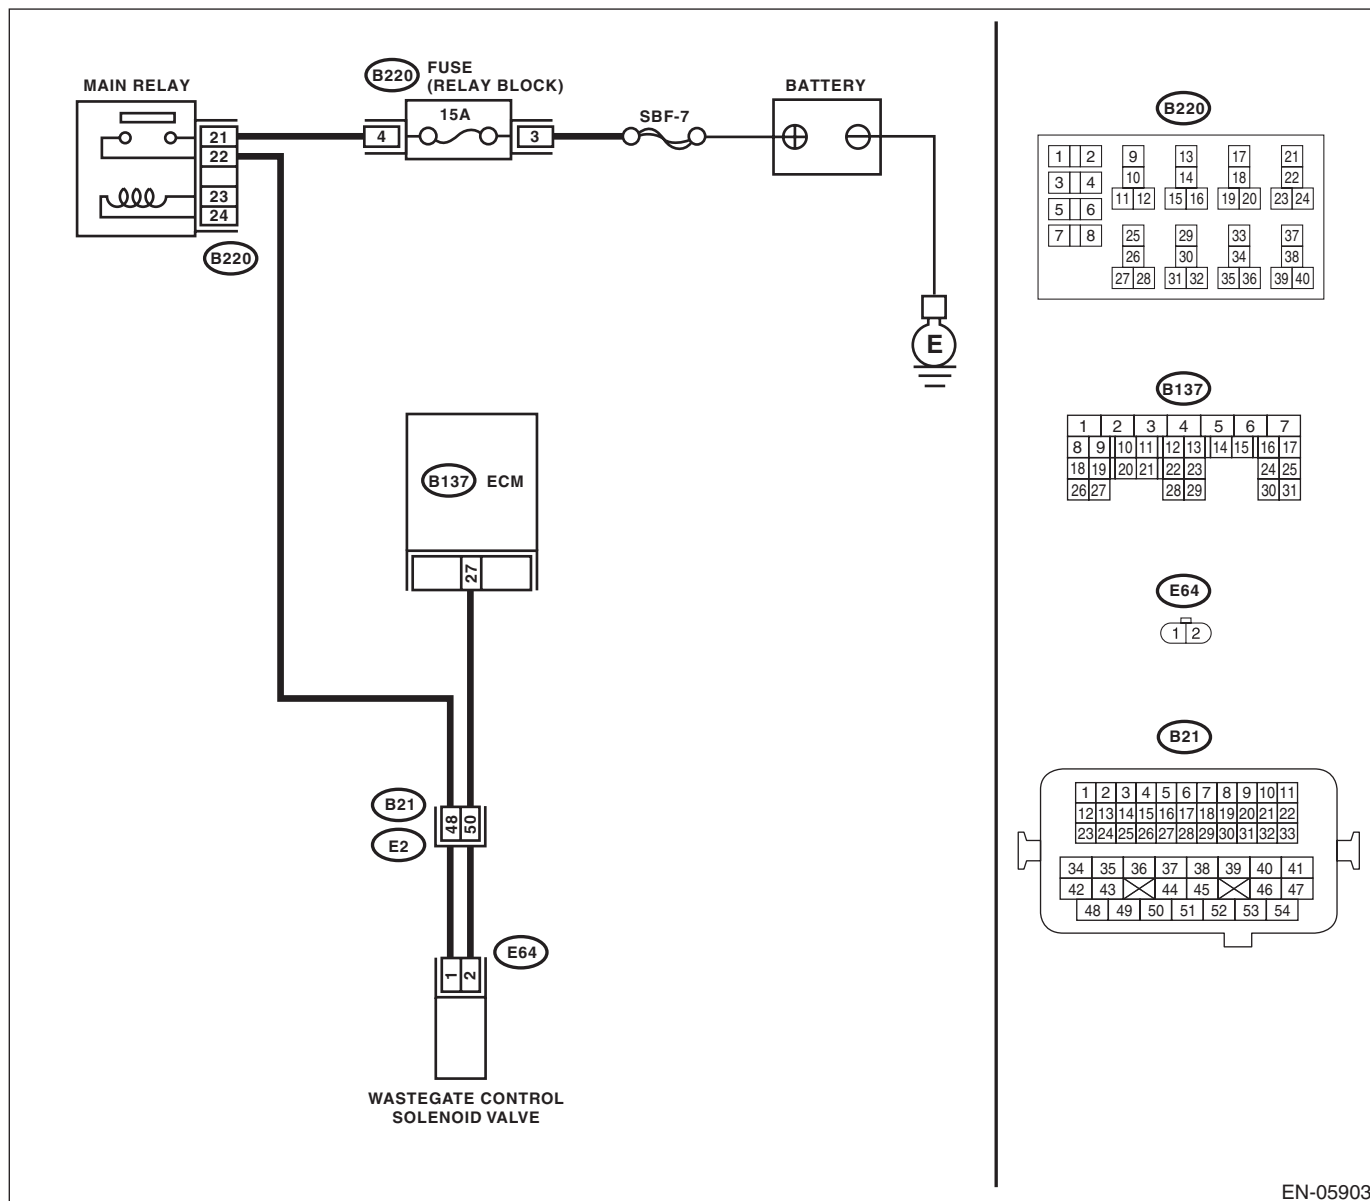 MAIN RELAY
21
22
23
24
B220
B220
FUSE
(RELAY BLOCK)
15A
4
3
SBF-7
BATTERY
E
B137 ECM
27
B21
E2
48 50
E64
1 2
WASTEGATE CONTROL
SOLENOID VALVE
B220
1 2 9 13 17 21
10 14 18 22
3 4
11 12 15 16 19 20 23 24
5 6
7 8 25 29 33 37
26 30 34 38
27 28 31 32 35 36 39 40
B137
1 2 3 4 5 6 7
8 9 10 11 12 13 14 15 16 17
18 19 20 21 22 23 24 25
26 27 28 29 30 31
E64
1 2
B21
1 2 3 4 5 6 7 8 9 10 11
12 13 14 15 16 17 18 19 20 21 22
23 24 25 26 27 28 29 30 31 32 33
34 35 36 37 38 39 40 41
42 43 44 45 46 47
48 49 50 51 52 53 54
EN-05903